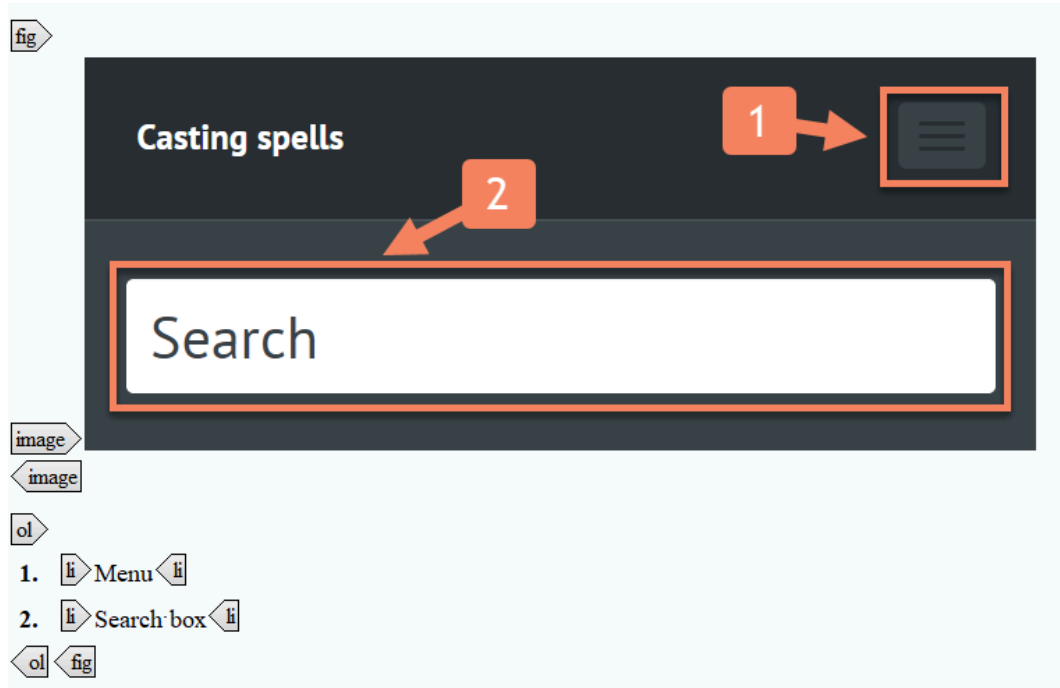 fig
Casting spells
1
2
Search
image
image
ol
1. li Menu li
2. li Search box li
ol fig